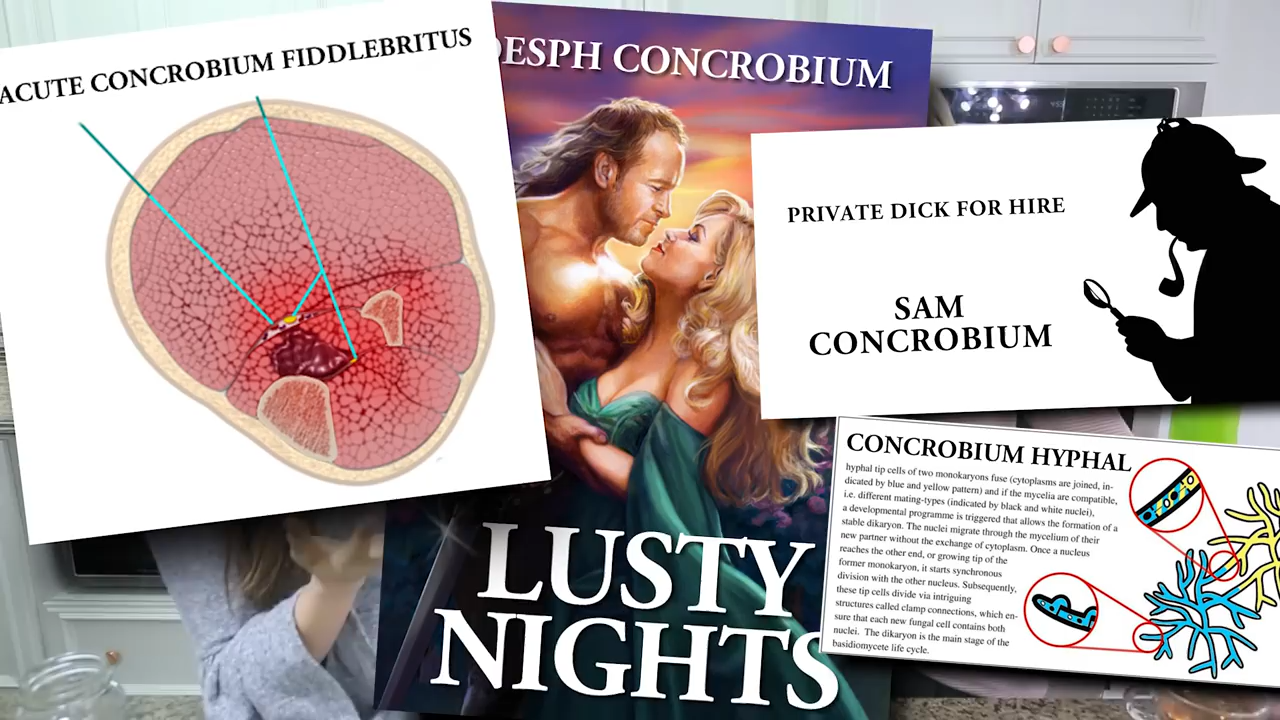 ACUTE CONCROBIUM FIDDLEBRITUS
DESPH CONCROBIUM
LUSTY
NIGHTS
PRIVATE DICK FOR HIRE
SAM
CONCROBIUM
CONCROBIUM HYPHAL
hyphal tip cells of two monokaryons fuse (cytoplasms are joined, in-
dicated by blue and yellow pattern) and if the mycelia are compatible,
i.e. different mating-types (indicated by black and white nuclei),
a developmental programme is triggered that allows the formation of a
stable dikaryon. The nuclei migrate through the mycelium of their
new partner without the exchange of cytoplasm. Once a nucleus
reaches the other end, or growing tip of the
former monokaryon, it starts synchronous
division with the other nucleus. Subsequently,
these tip cells divide via intriguing
structures called clamp connections, which en-
sure that each new fungal cell contains both
nuclei. The dikaryon is the main stage of the
basidiomycete life cycle.